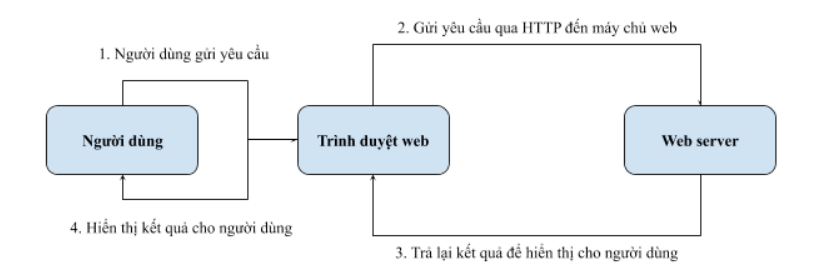 2. Gửi yêu cầu qua HTTP đến máy chủ web
1. Người dùng gửi yêu cầu
Người dùng
Trình duyệt web
Web server
4. Hiển thị kết quả cho người dùng
3. Trả lại kết quả để hiển thị cho người dùng